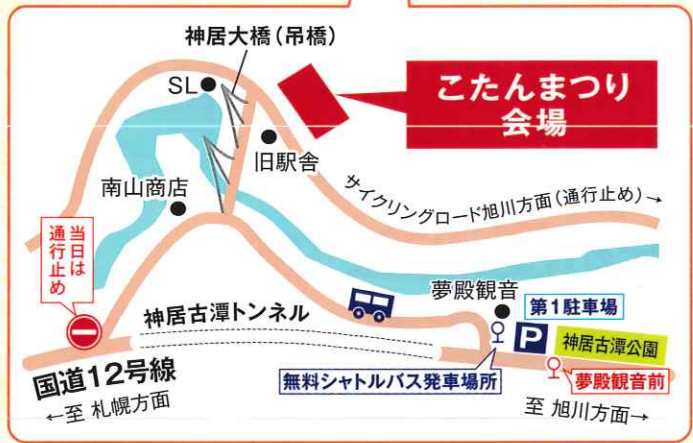 神居大橋(吊橋)
SL
こたんまつり
会場
旧駅舎
南山商店
サイクリングロード旭川方面(通行止め)→
当日は
通行止め
神居古潭トンネル
夢殿観音
第1駐車場
P
神居古潭公園
国道12号線
無料シャトルバス発車場所
夢殿観音前
←至 札幌方面
至 旭川方面→